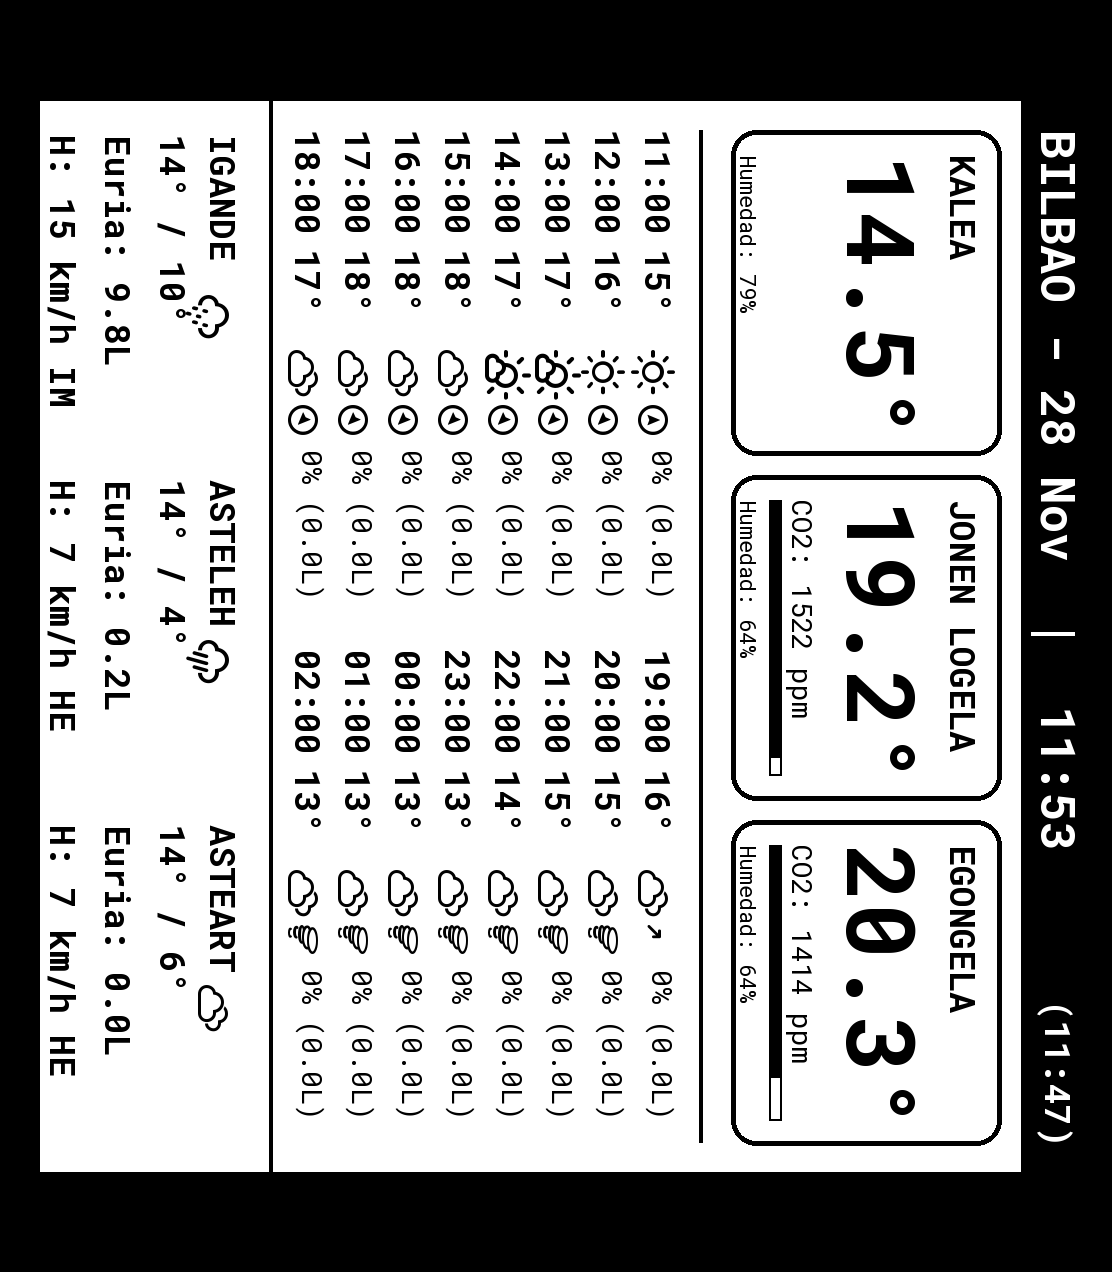 BILBAO - 28 Nov | 11:53 (11:47)
KALEA
14.5°
Humedad: 79%
JONEN LOGELA
19.2°
CO2: 1522 ppm
Humedad: 64%
EGONGELA
20.3°
CO2: 1414 ppm
Humedad: 64%
11:00 15° 0% (0.0L)
12:00 16° 0% (0.0L)
13:00 17° 0% (0.0L)
14:00 17° 0% (0.0L)
15:00 18° 0% (0.0L)
16:00 18° 0% (0.0L)
17:00 18° 0% (0.0L)
18:00 17° 0% (0.0L)
19:00 16° 0% (0.0L)
20:00 15° 0% (0.0L)
21:00 15° 0% (0.0L)
22:00 14° 0% (0.0L)
23:00 13° 0% (0.0L)
00:00 13° 0% (0.0L)
01:00 13° 0% (0.0L)
02:00 13° 0% (0.0L)
IGANDE
14° / 10°
Euria: 9.8L
H: 15 km/h IM
ASTELEH
14° / 4°
Euria: 0.2L
H: 7 km/h HE
ASTEART
14° / 6°
Euria: 0.0L
H: 7 km/h HE